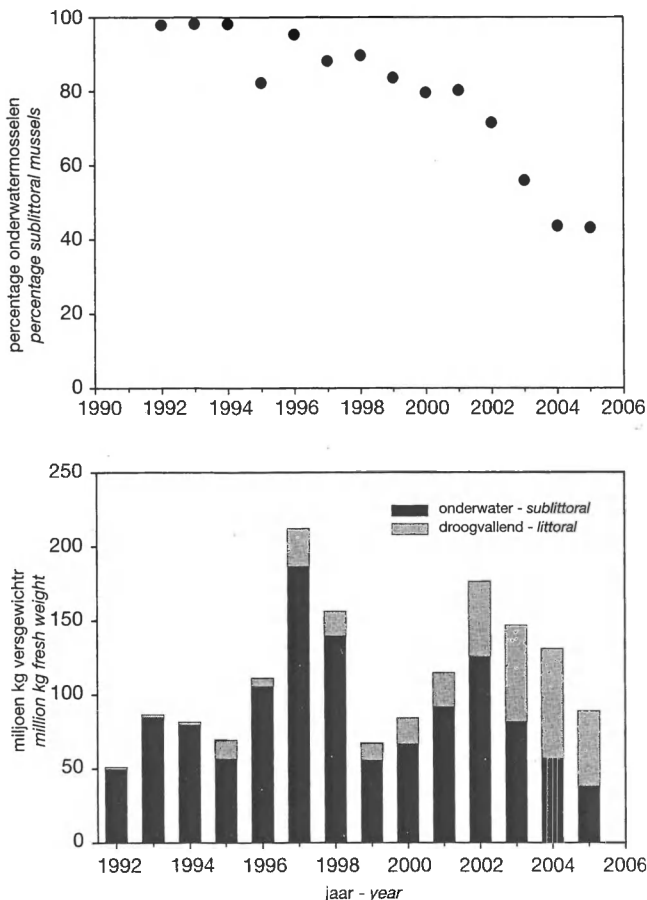 100
80
60
40
20
0
percentage onderwatermosselen
percentage sublittoral mussels
1990 1992 1994 1996 1998 2000 2002 2004 2006
250
200
150
100
50
0
miljoen kg versgewichtr
million kg fresh weight
onderwater - sublittoral
droogvallend - littoral
1992 1994 1996 1998 2000 2002 2004 2006
jaar - year